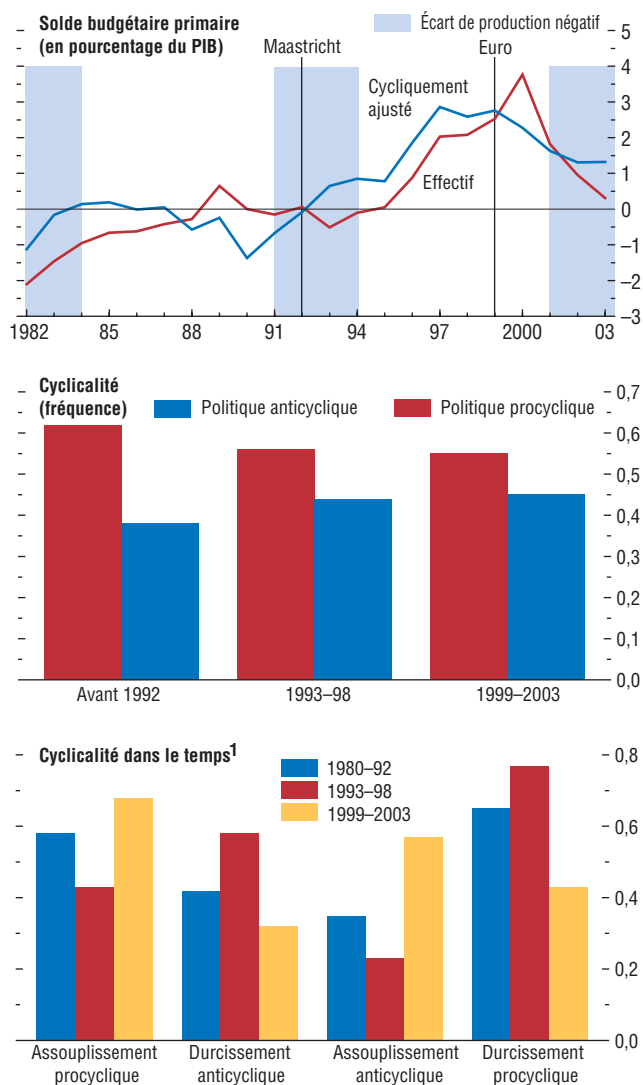 Solde budgétaire primaire
(en pourcentage du PIB)
Maastricht
Écart de production négatif
Euro
Cycliquement
ajusté
Effectif
5
4
3
2
1
0
–1
–2
–3
1982 85 88 91 94 97 2000 03
Cyclicalité
(fréquence)
Politique anticyclique
Politique procyclique
0,7
0,6
0,5
0,4
0,3
0,2
0,1
0,0
Avant 1992 1993–98 1999–2003
Cyclicalité dans le temps1
1980–92
1993–98
1999–2003
0,8
0,6
0,4
0,2
0,0
Assouplissement procyclique
Durcissement anticyclique
Assouplissement anticyclique
Durcissement procyclique